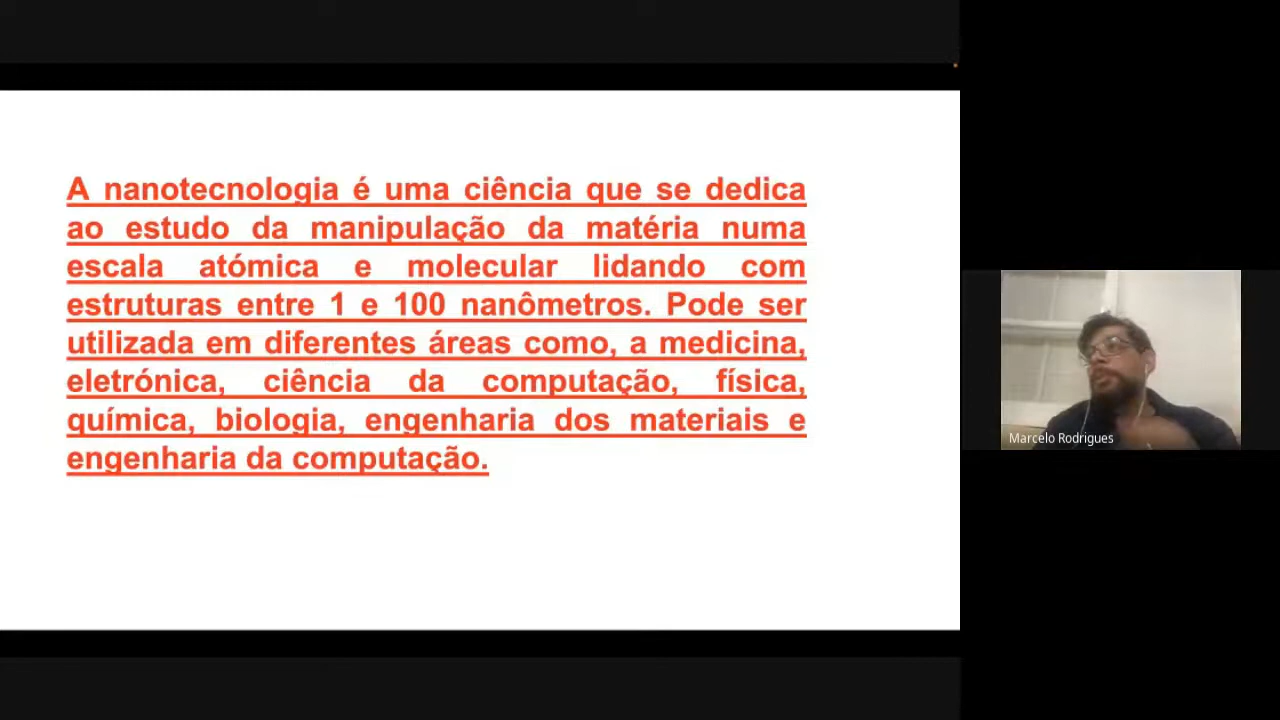 A nanotecnologia é uma ciência que se dedica
ao estudo da manipulação da matéria numa
escala atómica e molecular lidando com
estruturas entre 1 e 100 nanômetros. Pode ser
utilizada em diferentes áreas como, a medicina,
eletrónica, ciência da computação, física,
química, biologia, engenharia dos materiais e
engenharia da computação.
Marcelo Rodrigues